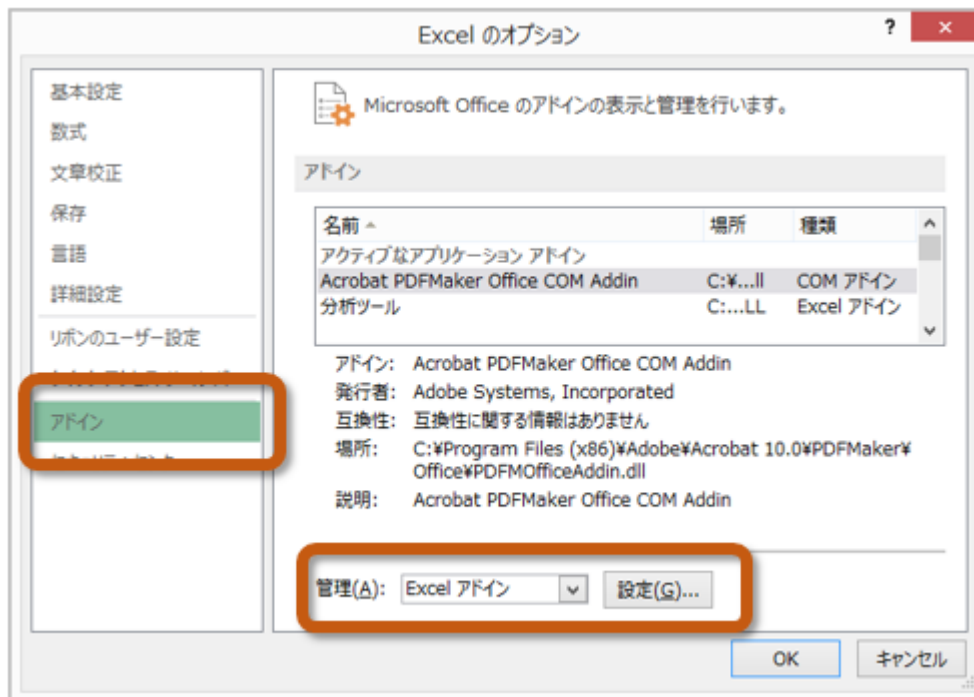 Excel のオプション
?
基本設定
数式
文章校正
保存
言語
詳細設定
リボンのユーザー設定
アドイン
Microsoft Office のアドインの表示と管理を行います。
アドイン
名前 場所 種類
アクティブなアプリケーション アドイン
Acrobat PDFMaker Office COM Addin C:¥...ll COM アドイン
分析ツール C:...LL Excel アドイン
アドイン: Acrobat PDFMaker Office COM Addin
発行者: Adobe Systems, Incorporated
互換性: 互換性に関する情報はありません
場所: C:¥Program Files (x86)¥Adobe¥Acrobat 10.0¥PDFMaker¥
Office¥PDFMOfficeAddin.dll
説明: Acrobat PDFMaker Office COM Addin
管理(A): Excel アドイン 設定(G)...
OK キャンセル